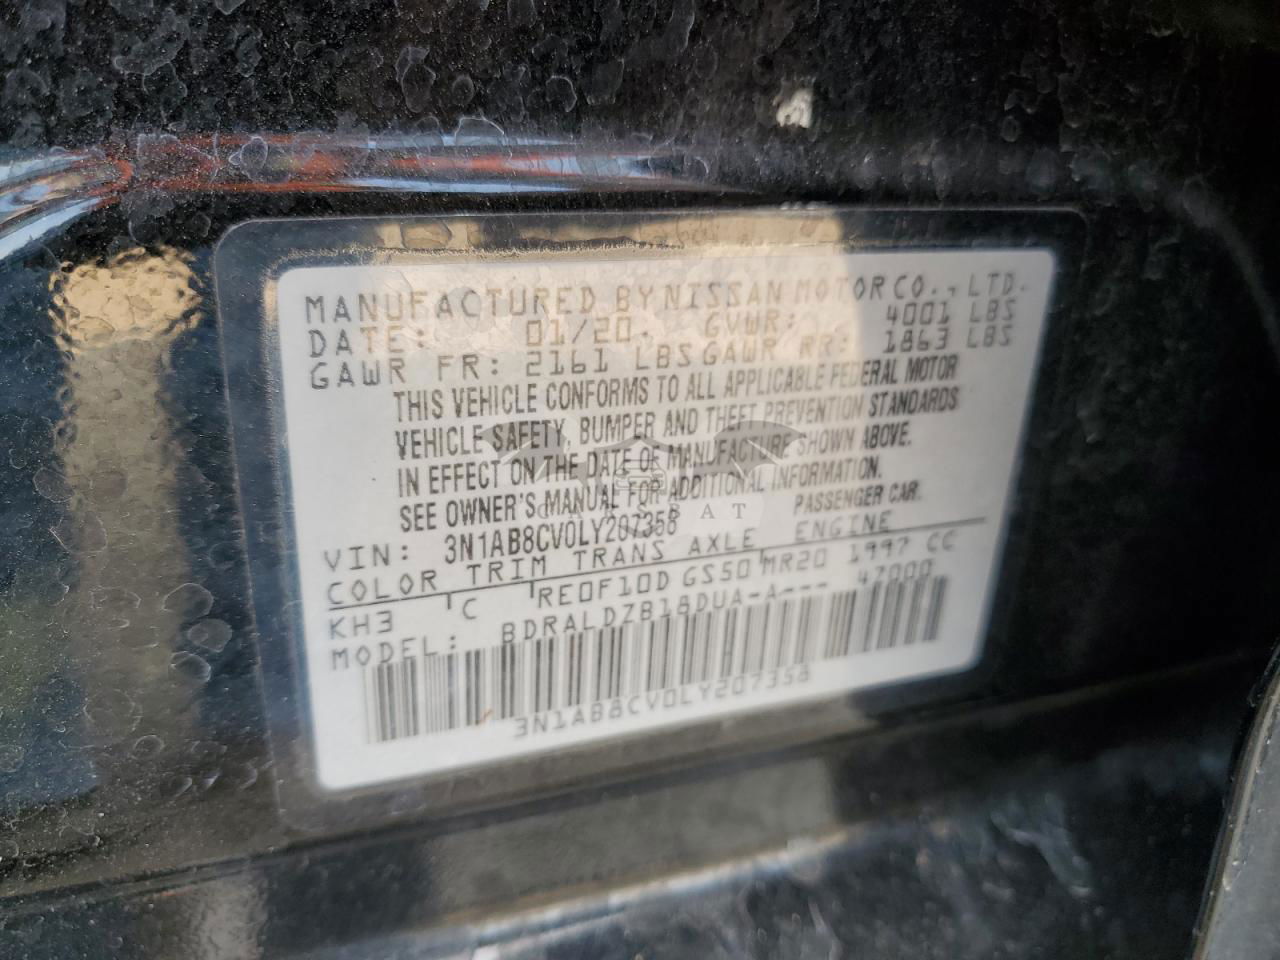 MANUFACTURED BY NISSAN MOTOR CO., LTD.
DATE: 01/20 GVWR: 4001 LBS
GAWR FR: 2161 LBS GAWR RR: 1863 LBS
THIS VEHICLE CONFORMS TO ALL APPLICABLE FEDERAL MOTOR
VEHICLE SAFETY, BUMPER AND THEFT PREVENTION STANDARDS
IN EFFECT ON THE DATE OF MANUFACTURE SHOWN ABOVE.
SEE OWNER'S MANUAL FOR ADDITIONAL INFORMATION.
VIN: 3N1AB8CV0LY207358 PASSENGER CAR.
COLOR TRIM TRANS AXLE ENGINE
KH3 C RE0F10D GS50 MR20 1997 CC
MODEL: BDRALDZB18DUA-A--- 47000
3N1AB8CV0LY207358